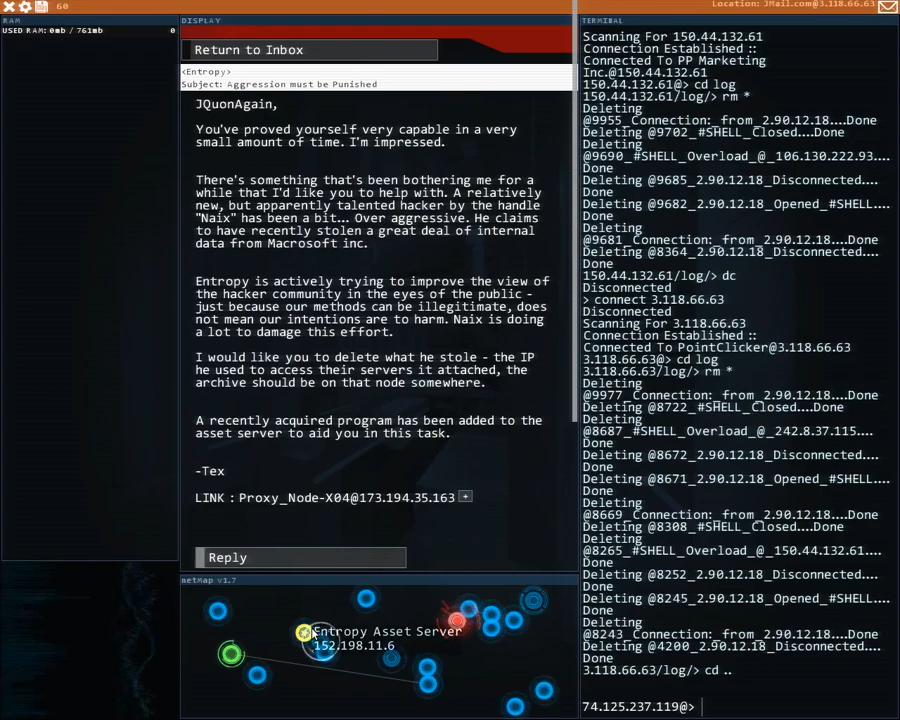 60
Location: JMail.com@3.118.66.63
RAM
USED RAM: 0mb / 761mb
0
DISPLAY
Return to Inbox
<Entropy>
Subject: Aggression must be Punished
JQuonAgain,
You've proved yourself very capable in a very
small amount of time. I'm impressed.
There's something that's been bothering me for a
while that I'd like you to help with. A relatively
new, but apparently talented hacker by the handle
"Naix" has been a bit... Over aggressive. He claims
to have recently stolen a great deal of internal
data from Macrosoft inc.
Entropy is actively trying to improve the view of
the hacker community in the eyes of the public -
just because our methods can be illegitimate, does
not mean our intentions are to harm. Naix is doing
a lot to damage this effort.
I would like you to delete what he stole - the IP
he used to access their servers it attached, the
archive should be on that node somewhere.
A recently acquired program has been added to the
asset server to aid you in this task.
-Tex
LINK : Proxy_Node-X04@173.194.35.163
+
Reply
netMap v1.7
Entropy Asset Server
152.198.11.6
TERMINAL
Scanning For 150.44.132.61
Connection Established ::
Connected To PP Marketing
Inc.@150.44.132.61
150.44.132.61@> cd log
150.44.132.61/log/> rm *
Deleting
@9955_Connection:_from_2.90.12.18....Done
Deleting @9702_#SHELL_Closed....Done
Deleting
@9690_#SHELL_Overload_@_106.130.222.93....
Done
Deleting @9685_2.90.12.18_Disconnected....
Done
Deleting @9682_2.90.12.18_Opened_#SHELL....
Done
Deleting
@9681_Connection:_from_2.90.12.18....Done
Deleting @8364_2.90.12.18_Disconnected....
Done
150.44.132.61/log/> dc
Disconnected
> connect 3.118.66.63
Disconnected
Scanning For 3.118.66.63
Connection Established ::
Connected To PointClicker@3.118.66.63
3.118.66.63@> cd log
3.118.66.63/log/> rm *
Deleting
@9977_Connection:_from_2.90.12.18....Done
Deleting @8722_#SHELL_Closed....Done
Deleting
@8687_#SHELL_Overload_@_242.8.37.115....
Done
Deleting @8672_2.90.12.18_Disconnected....
Done
Deleting @8671_2.90.12.18_Opened_#SHELL....
Done
Deleting
@8669_Connection:_from_2.90.12.18....Done
Deleting @8308_#SHELL_Closed....Done
Deleting
@8265_#SHELL_Overload_@_150.44.132.61....
Done
Deleting @8252_2.90.12.18_Disconnected....
Done
Deleting @8245_2.90.12.18_Opened_#SHELL....
Done
Deleting
@8243_Connection:_from_2.90.12.18....Done
Deleting @4200_2.90.12.18_Disconnected....
Done
3.118.66.63/log/> cd ..
74.125.237.119@>